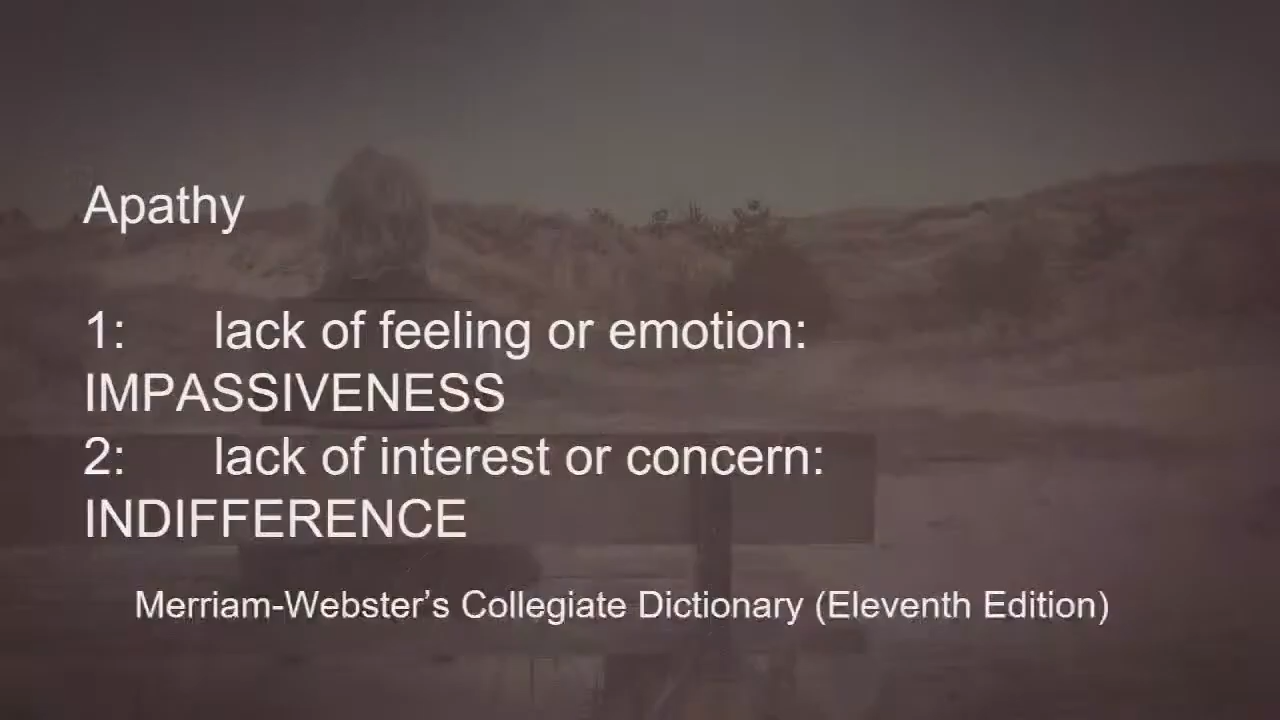 Apathy
1: lack of feeling or emotion:
IMPASSIVENESS
2: lack of interest or concern:
INDIFFERENCE
Merriam-Webster’s Collegiate Dictionary (Eleventh Edition)